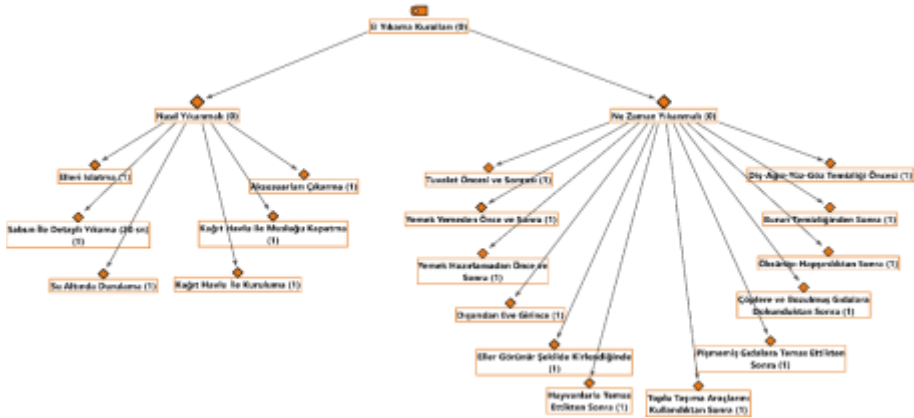 El Yıkama Kuralları (0)
Nasıl Yıkanmalı (0)
Ne Zaman Yıkanmalı (0)
Elleri Islatma (1)
Aksesuarları Çıkarma (1)
Sabun İle Detaylı Yıkama (20 sn)
(1)
Kağıt Havlu ile Musluğu Kapatma
(1)
Su Altında Durulama (1)
Kağıt Havlu İle Kurulama (1)
Tuvalet Öncesi ve Sonrası (1)
Diş-Ağız-Yüz-Göz Temizliği Öncesi (1)
Yemek Yemeden Önce ve Sonra (1)
Burun Temizliğinden Sonra (1)
Yemek Hazırlamadan Önce ve
Sonra (1)
Öksürüp Hapşırdıktan Sonra (1)
Dışarıdan Eve Girince (1)
Çöplere ve Bozulmuş Gıdalara
Dokunduktan Sonra (1)
Eller Görünür Şekilde Kirlendiğinde
(1)
Pişmemiş Gıdalara Temas Ettikten
Sonra (1)
Hayvanlarla Temas
Ettikten Sonra (1)
Toplu Taşıma Araçlarını
Kullandıktan Sonra (1)